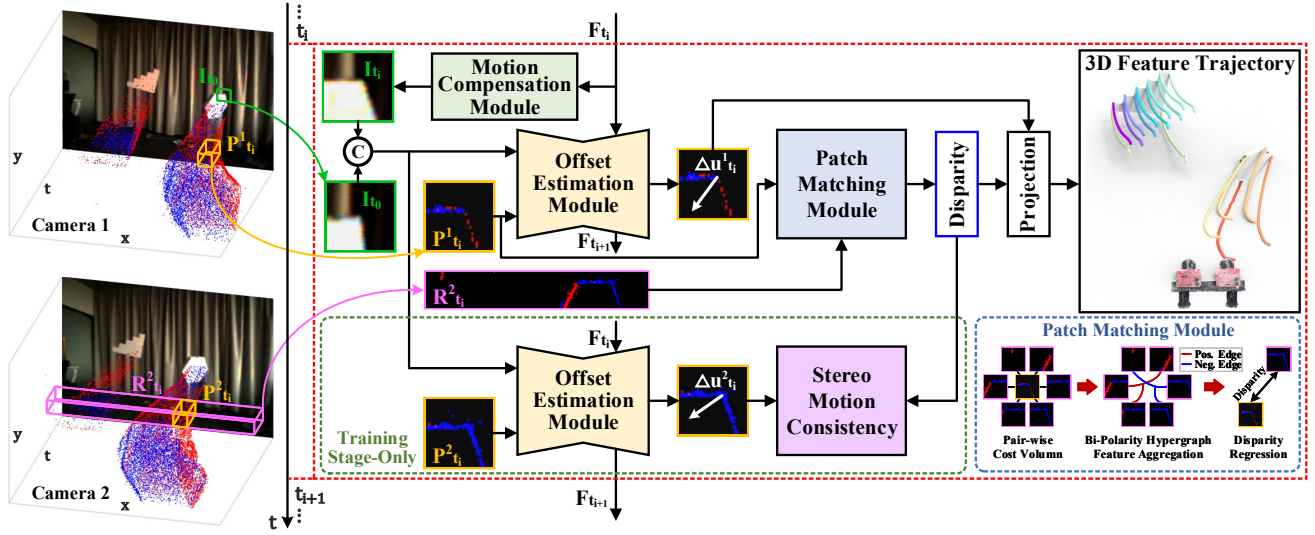 I_{t_0}
P^1_{t_i}
y
t
Camera 1
x
R^2_{t_i}
P^2_{t_i}
y
t
Camera 2
x
t_i
t_{i+1}
t
F_{t_i}
I_{t_i}
Motion
Compensation
Module
C
I_{t_0}
P^1_{t_i}
Offset
Estimation
Module
F_{t_{i+1}}
Δu^1_{t_i}
Patch
Matching
Module
Disparity
Projection
3D Feature Trajectory
R^2_{t_i}
F_{t_i}
Offset
Estimation
Module
P^2_{t_i}
Δu^2_{t_i}
Stereo
Motion
Consistency
Training
Stage-Only
F_{t_{i+1}}
Patch Matching Module
Pos. Edge
Neg. Edge
Disparity
Pair-wise
Cost Volumn
Bi-Polarity Hypergraph
Feature Aggregation
Disparity
Regression